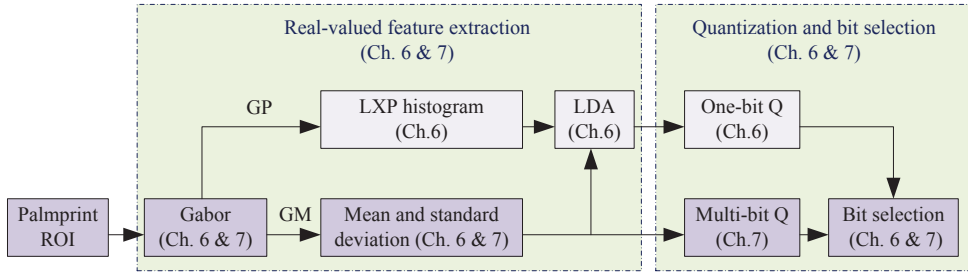 Real-valued feature extraction
(Ch. 6 & 7)
Quantization and bit selection
(Ch. 6 & 7)
GP
LXP histogram
(Ch.6)
LDA
(Ch.6)
One-bit Q
(Ch.6)
Palmprint
ROI
Gabor
(Ch. 6 & 7)
GM
Mean and standard
deviation (Ch. 6 & 7)
Multi-bit Q
(Ch.7)
Bit selection
(Ch. 6 & 7)